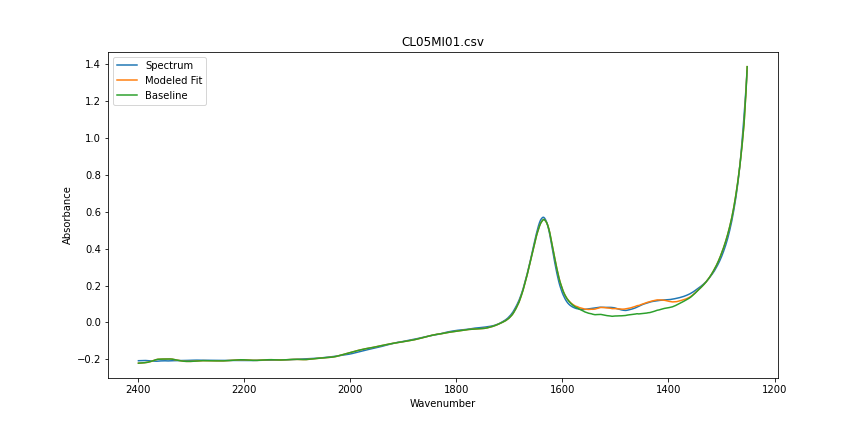 CL05MI01.csv
Spectrum
Modeled Fit
Baseline
Absorbance
1.4
1.2
1.0
0.8
0.6
0.4
0.2
0.0
−0.2
2400 2200 2000 1800 1600 1400 1200
Wavenumber